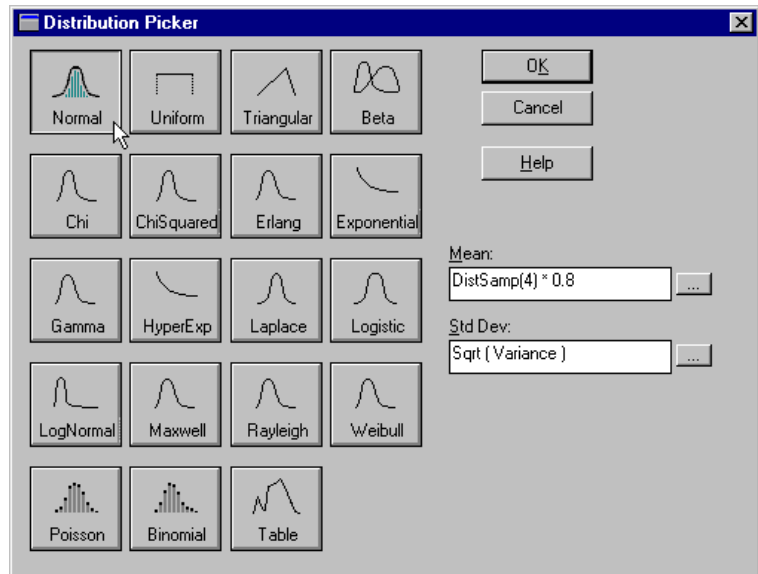 Distribution Picker
Normal
Uniform
Triangular
Beta
OK
Cancel
Help
Chi
ChiSquared
Erlang
Exponential
Mean:
DistSamp(4) * 0.8
...
Gamma
HyperExp
Laplace
Logistic
Std Dev:
Sqrt ( Variance )
...
LogNormal
Maxwell
Rayleigh
Weibull
Poisson
Binomial
Table